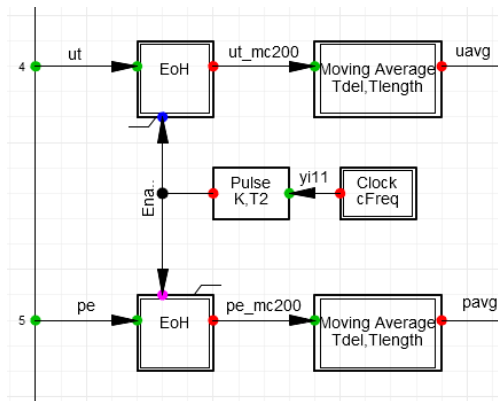 4 ut EoH ut_mc200 Moving Average uavg
Tdel,Tlength
Ena.. Pulse yi11 Clock
K,T2 cFreq
5 pe EoH pe_mc200 Moving Average pavg
Tdel,Tlength